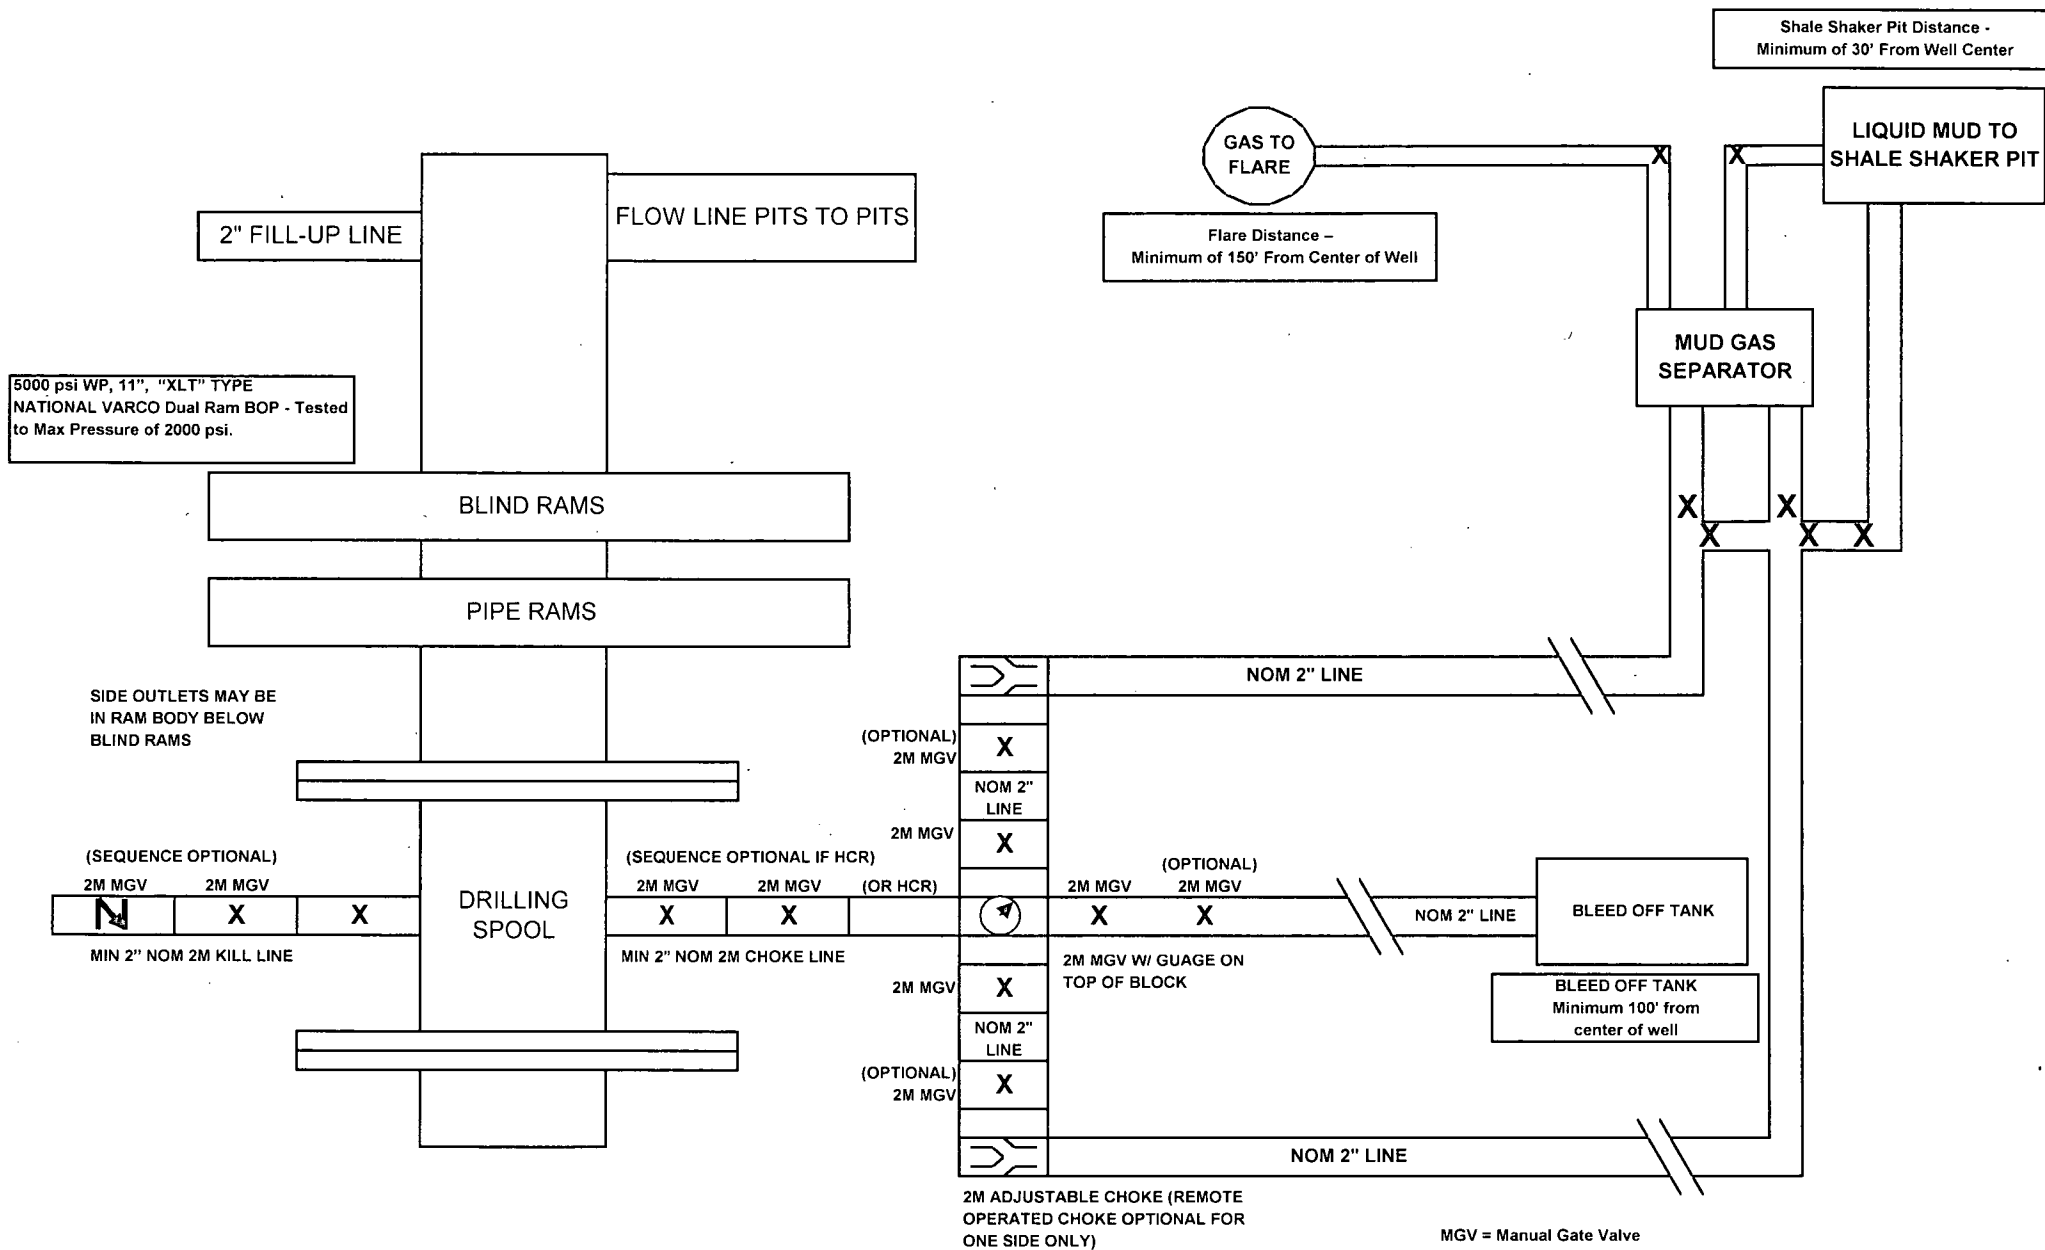 Shale Shaker Pit Distance -
Minimum of 30' From Well Center
LIQUID MUD TO
SHALE SHAKER PIT
GAS TO
FLARE
Flare Distance –
Minimum of 150' From Center of Well
2" FILL-UP LINE
FLOW LINE PITS TO PITS
MUD GAS
SEPARATOR
5000 psi WP, 11", "XLT" TYPE
NATIONAL VARCO Dual Ram BOP - Tested
to Max Pressure of 2000 psi.
BLIND RAMS
X
X
X
X
X
X
X
PIPE RAMS
SIDE OUTLETS MAY BE
IN RAM BODY BELOW
BLIND RAMS
NOM 2" LINE
(OPTIONAL)
2M MGV
X
NOM 2"
LINE
2M MGV
X
(SEQUENCE OPTIONAL)
2M MGV
2M MGV
N
X
X
MIN 2" NOM 2M KILL LINE
DRILLING
SPOOL
(SEQUENCE OPTIONAL IF HCR)
2M MGV
2M MGV
(OR HCR)
X
X
MIN 2" NOM 2M CHOKE LINE
2M MGV
(OPTIONAL)
2M MGV
X
X
NOM 2" LINE
BLEED OFF TANK
2M MGV W/ GUAGE ON
TOP OF BLOCK
BLEED OFF TANK
Minimum 100' from
center of well
2M MGV
X
NOM 2"
LINE
(OPTIONAL)
2M MGV
X
NOM 2" LINE
2M ADJUSTABLE CHOKE (REMOTE
OPERATED CHOKE OPTIONAL FOR
ONE SIDE ONLY)
MGV = Manual Gate Valve